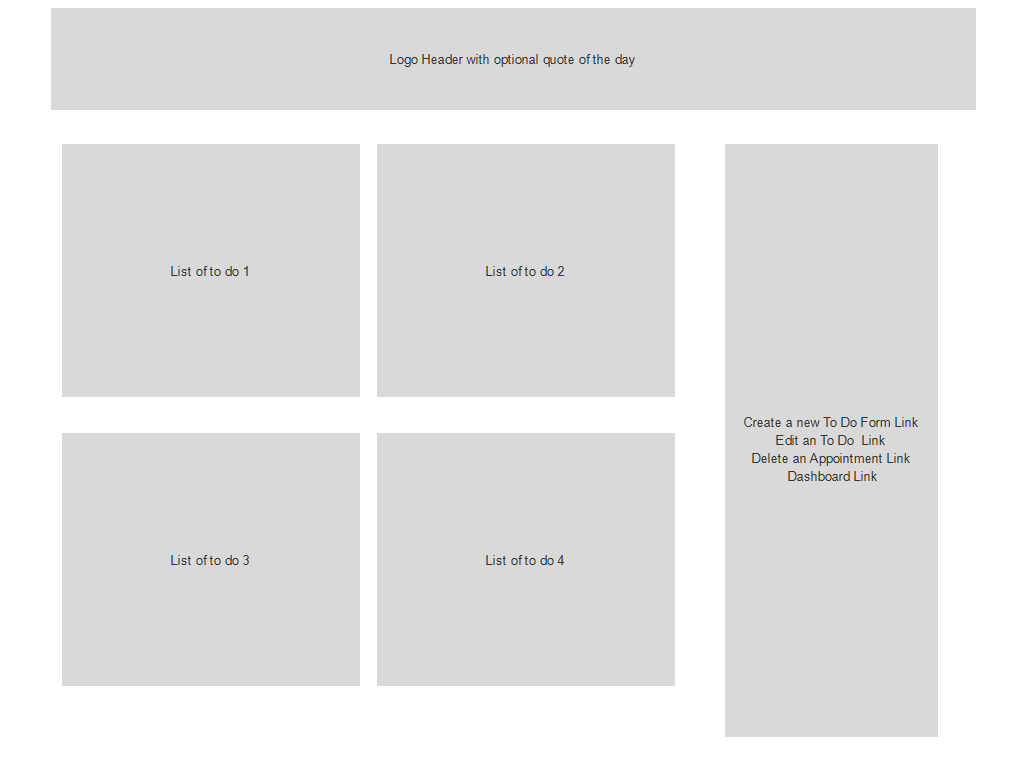 Logo Header with optional quote of the day
List of to do 1
List of to do 2
Create a new To Do Form Link
Edit an To Do  Link
Delete an Appointment Link
Dashboard Link
List of to do 3
List of to do 4